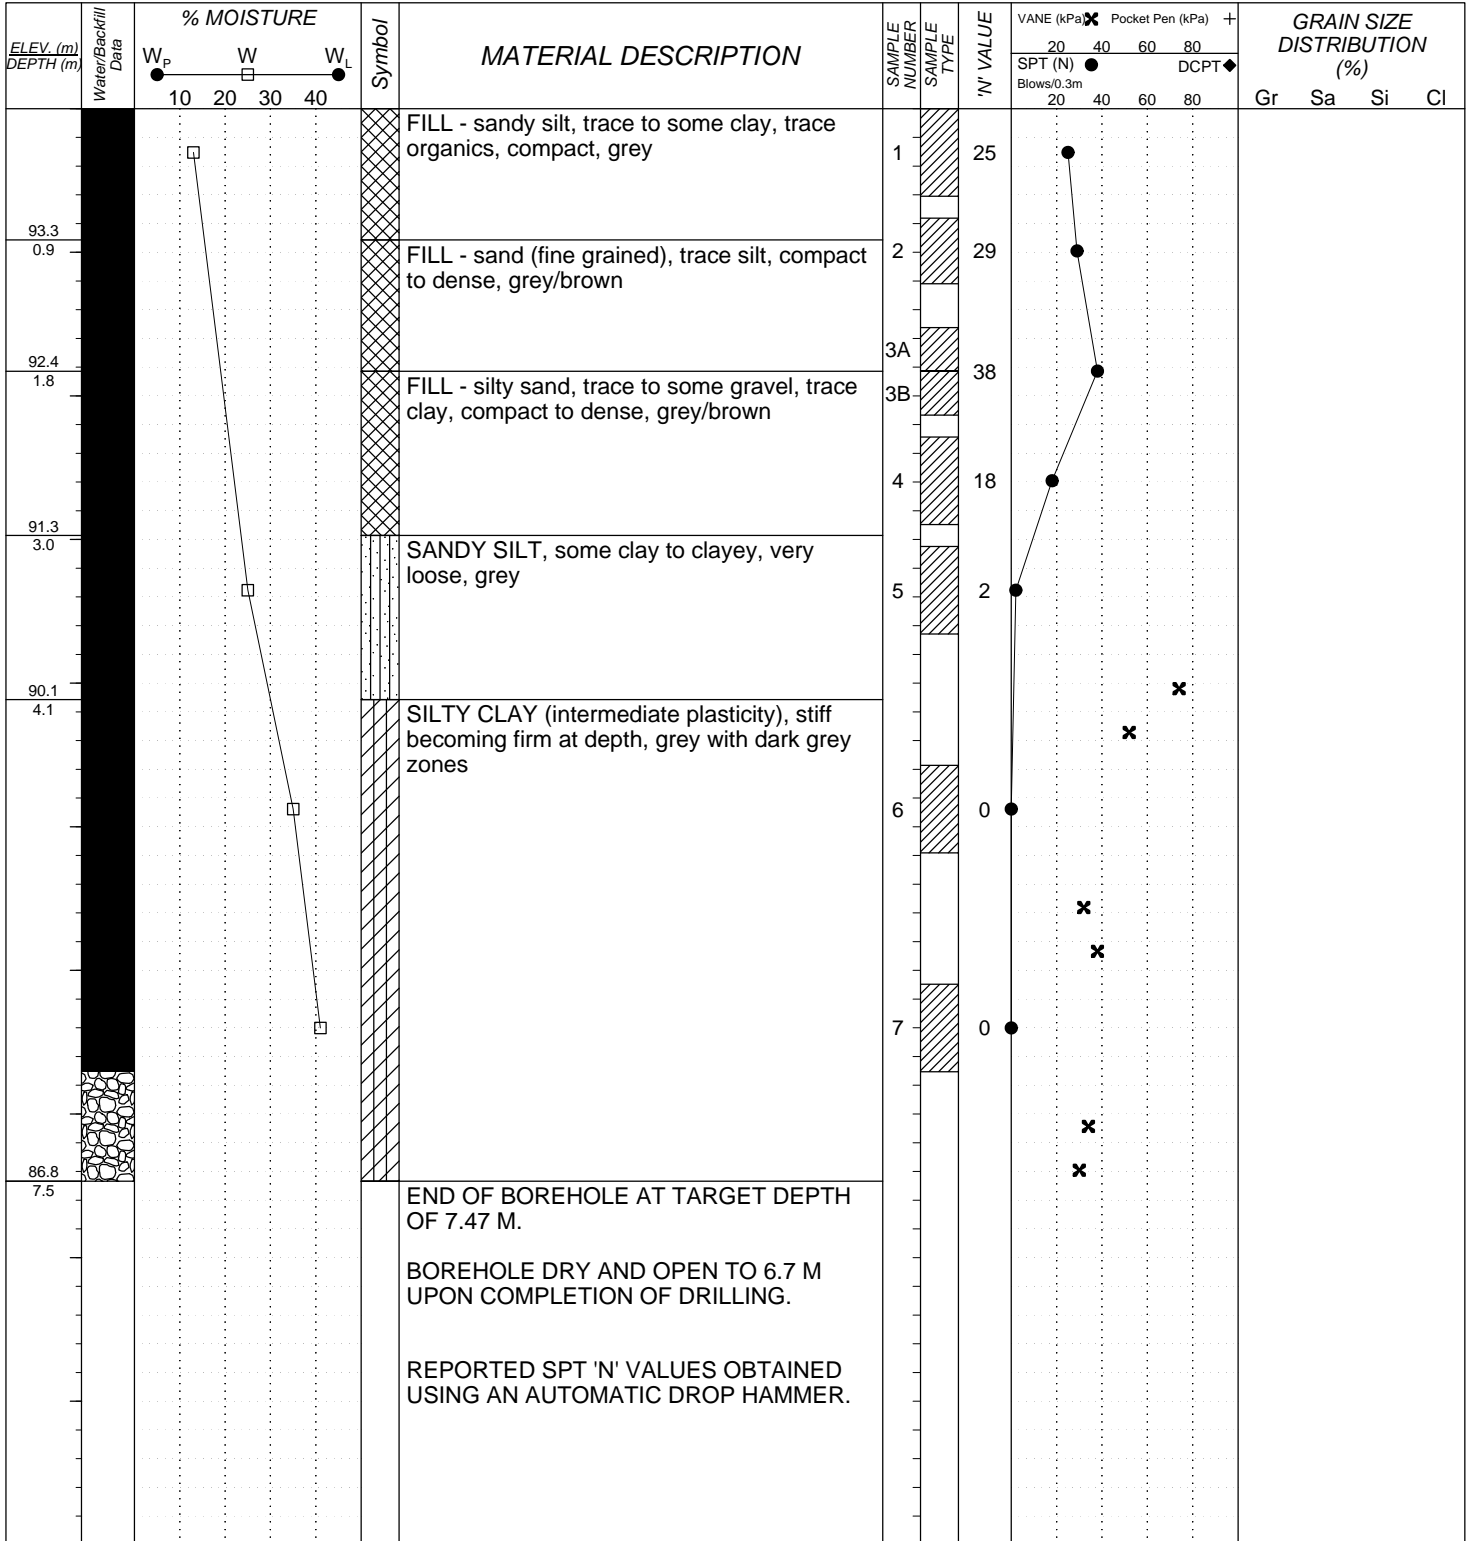 ELEV. (m)
DEPTH (m)
Water/Backfill
Data
% MOISTURE
WP W WL
10 20 30 40
Symbol
MATERIAL DESCRIPTION
SAMPLE
NUMBER
SAMPLE
TYPE
'N' VALUE
VANE (kPa) Pocket Pen (kPa)
20 40 60 80
SPT (N) DCPT
Blows/0.3m
20 40 60 80
GRAIN SIZE
DISTRIBUTION
(%)
Gr Sa Si Cl
FILL - sandy silt, trace to some clay, trace
organics, compact, grey
1 25
93.3
0.9
FILL - sand (fine grained), trace silt, compact
to dense, grey/brown
2 29
3A
92.4
1.8
38
FILL - silty sand, trace to some gravel, trace
clay, compact to dense, grey/brown
3B
4 18
91.3
3.0
SANDY SILT, some clay to clayey, very
loose, grey
5 2
90.1
4.1
SILTY CLAY (intermediate plasticity), stiff
becoming firm at depth, grey with dark grey
zones
6 0
7 0
86.8
7.5
END OF BOREHOLE AT TARGET DEPTH
OF 7.47 M.
BOREHOLE DRY AND OPEN TO 6.7 M
UPON COMPLETION OF DRILLING.
REPORTED SPT 'N' VALUES OBTAINED
USING AN AUTOMATIC DROP HAMMER.